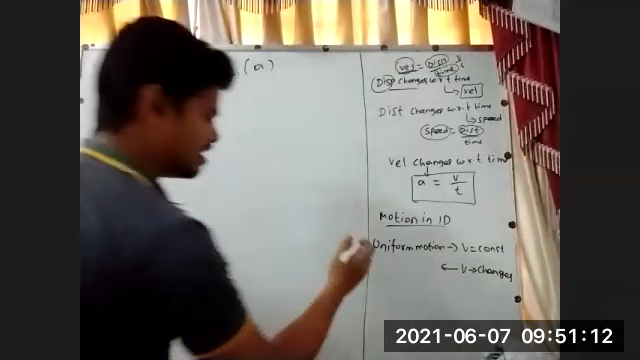 (a)
vel = Disp / time
Disp changes w.r.t time
↳ vel
Dist changes w.r.t time
↳ speed
speed = Dist / time
vel changes w.r.t time
a = v / t
Motion in 1D
Uniform motion → V = const
← V → changes
2021-06-07 09:51:12